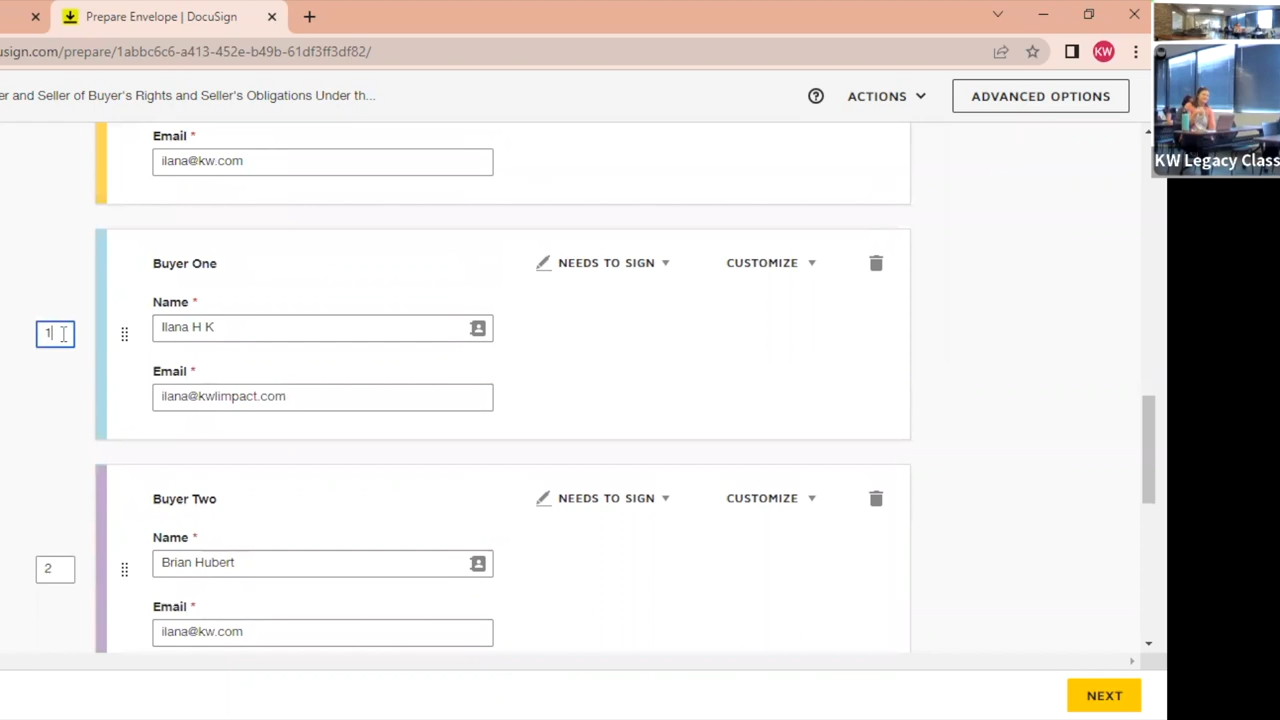 Prepare Envelope | DocuSign
usign.com/prepare/1abbc6c6-a413-452e-b49b-61df3ff3df82/
KW
er and Seller of Buyer's Rights and Seller's Obligations Under th...
ACTIONS
ADVANCED OPTIONS
KW Legacy Class
Email *
ilana@kw.com
Buyer One
NEEDS TO SIGN
CUSTOMIZE
Name *
1
Ilana H K
Email *
ilana@kwlimpact.com
Buyer Two
NEEDS TO SIGN
CUSTOMIZE
Name *
2
Brian Hubert
Email *
ilana@kw.com
NEXT